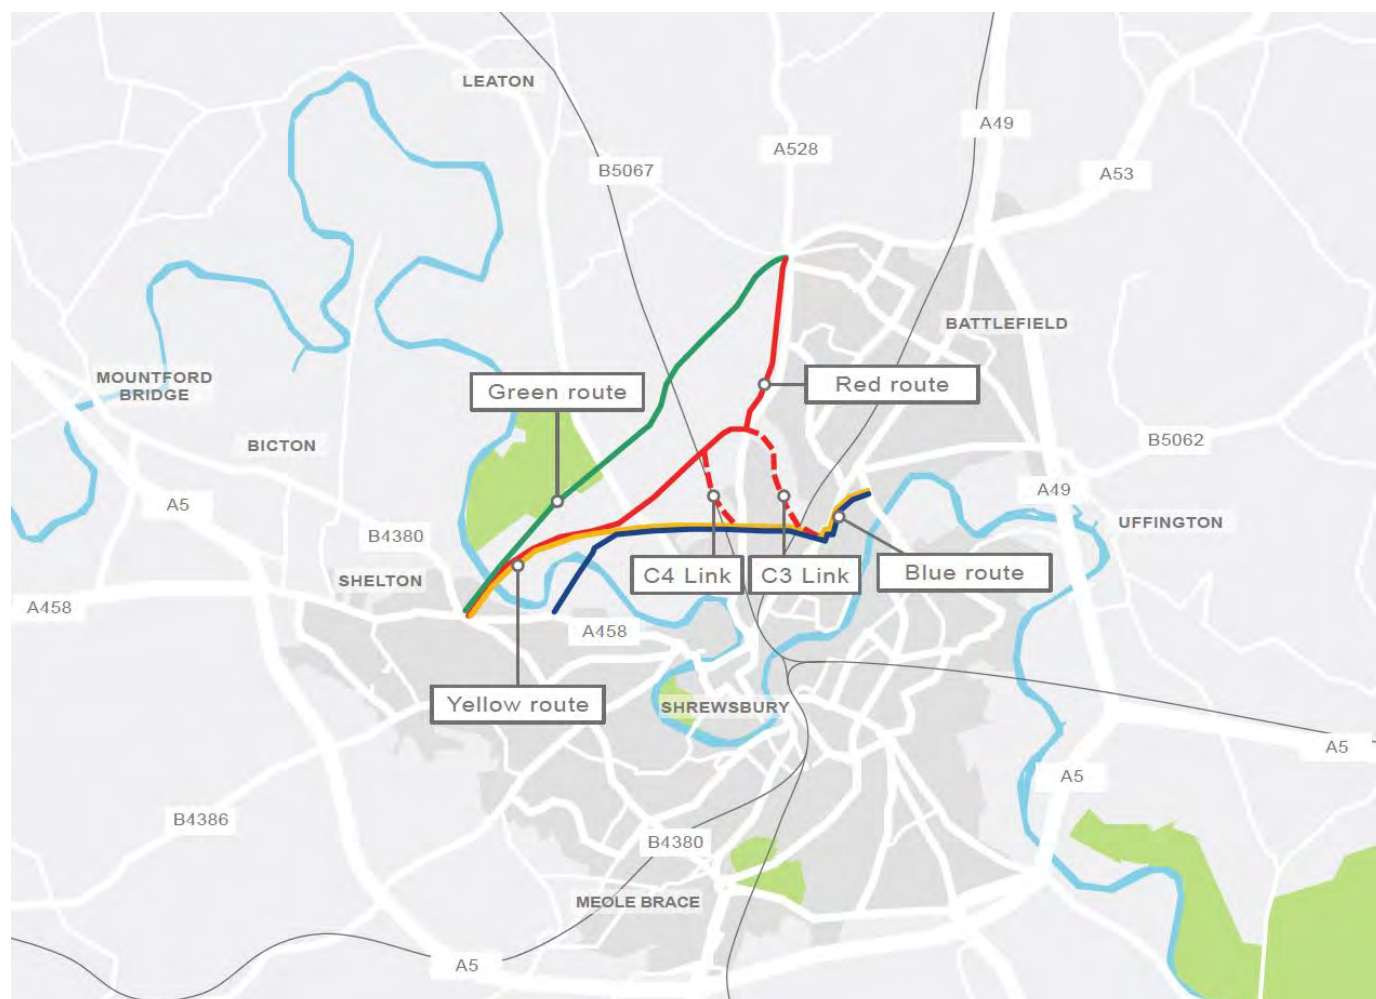 LEATON
A49
A528
B5067
A53
BATTLEFIELD
MOUNTFORD
BRIDGE
Green route
Red route
BICTON
B5062
A5
A49
UFFINGTON
B4380
SHELTON
C4 Link
C3 Link
Blue route
A458
A458
Yellow route
SHREWSBURY
A5
A5
B4386
B4380
MEOLE BRACE
A5